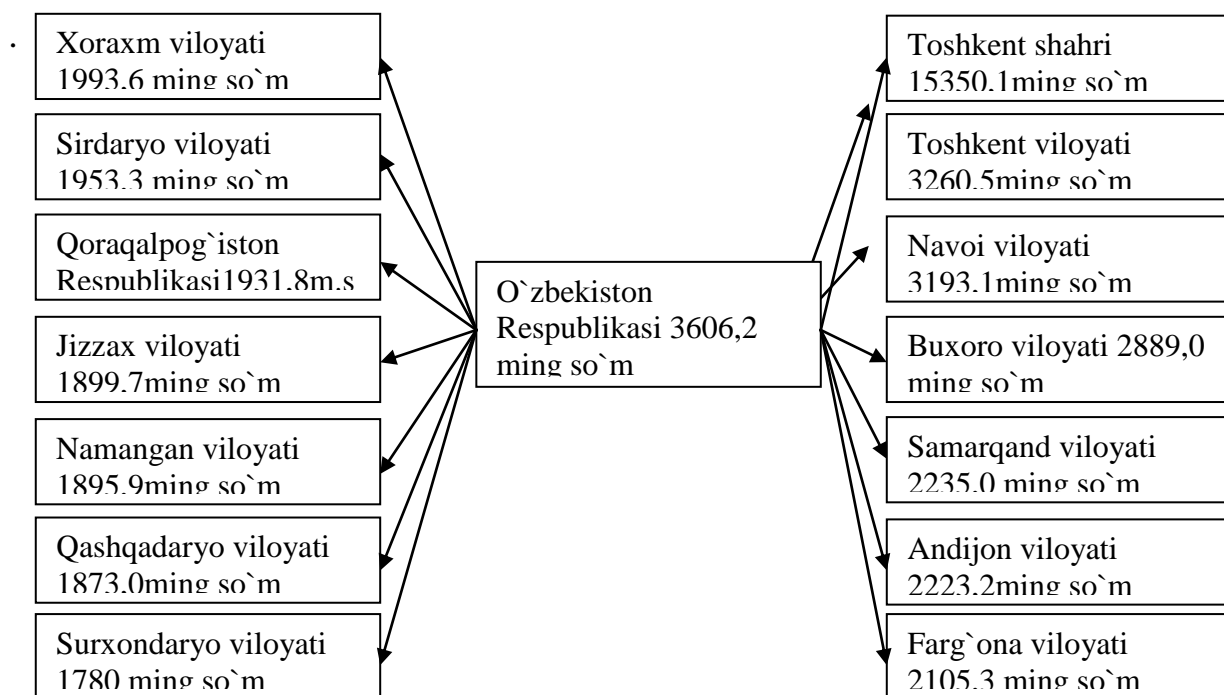 .
Xoraxm viloyati
1993.6 ming so`m
Sirdaryo viloyati
1953.3 ming so`m
Qoraqalpog`iston
Respublikasi1931.8m.s
Jizzax viloyati
1899.7ming so`m
Namangan viloyati
1895.9ming so`m
Qashqadaryo viloyati
1873.0ming so`m
Surxondaryo viloyati
1780 ming so`m
O`zbekiston
Respublikasi 3606,2
ming so`m
Toshkent shahri
15350.1ming so`m
Toshkent viloyati
3260.5ming so`m
Navoi viloyati
3193.1ming so`m
Buxoro viloyati 2889,0
ming so`m
Samarqand viloyati
2235.0 ming so`m
Andijon viloyati
2223.2ming so`m
Farg`ona viloyati
2105.3 ming so`m